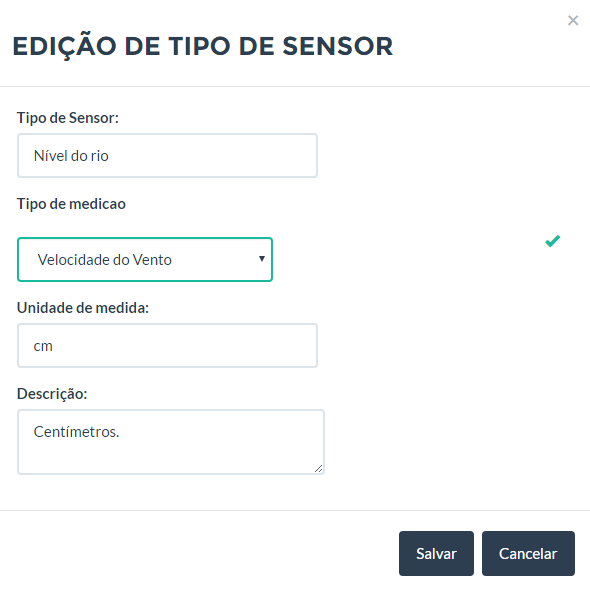 ×
EDIÇÃO DE TIPO DE SENSOR
Tipo de Sensor:
Nível do rio
Tipo de medicao
Velocidade do Vento
Unidade de medida:
cm
Descrição:
Centímetros.
Salvar Cancelar